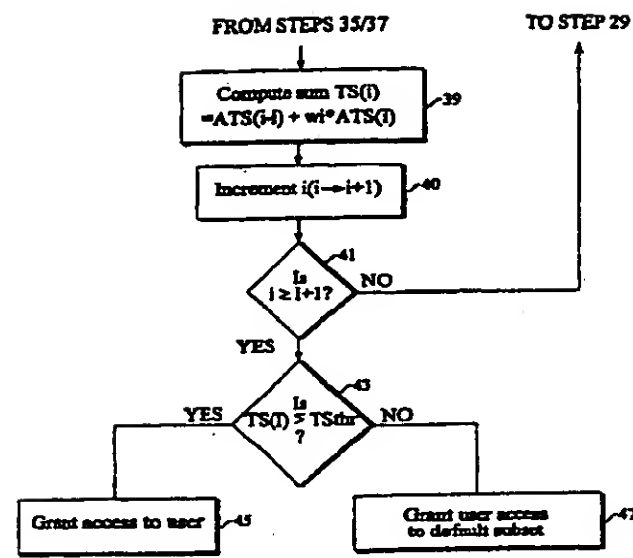 FROM STEPS 35/37
TO STEP 29
Compute sum TS(i)
=ATS(i-l) + wi*ATS(I)
39
Increment i(i→i+1)
40
41
Is
i ≥ I+1?
NO
YES
43
Is
TS(I) ≥ TSthr
?
YES
NO
Grant access to user
45
Grant user access
to default subset
47